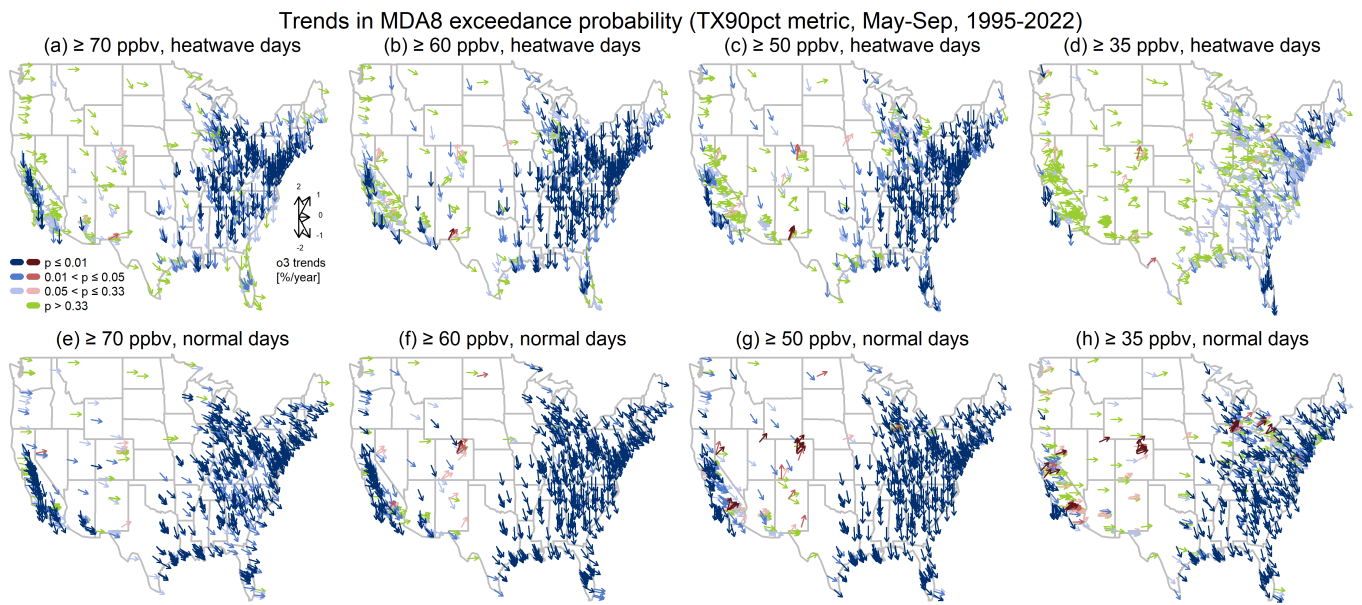 Trends in MDA8 exceedance probability (TX90pct metric, May-Sep, 1995-2022)
(a) ≥ 70 ppbv, heatwave days
(b) ≥ 60 ppbv, heatwave days
(c) ≥ 50 ppbv, heatwave days
(d) ≥ 35 ppbv, heatwave days
2
1
0
-1
-2
o3 trends
[%/year]
p ≤ 0.01
0.01 < p ≤ 0.05
0.05 < p ≤ 0.33
p > 0.33
(e) ≥ 70 ppbv, normal days
(f) ≥ 60 ppbv, normal days
(g) ≥ 50 ppbv, normal days
(h) ≥ 35 ppbv, normal days